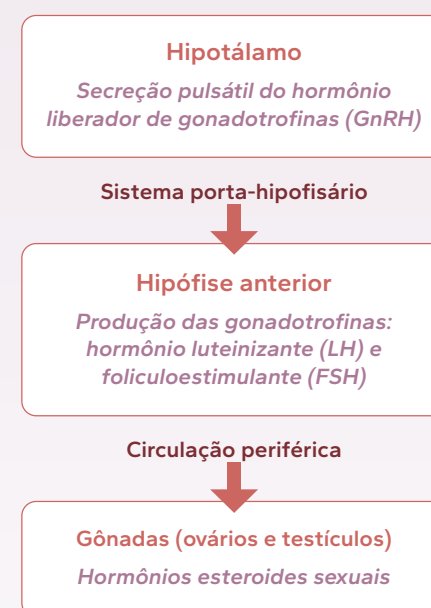 Hipotálamo
Secreção pulsátil do hormônio
liberador de gonadotrofinas (GnRH)
Sistema porta-hipofisário
Hipófise anterior
Produção das gonadotrofinas:
hormônio luteinizante (LH) e
foliculoestimulante (FSH)
Circulação periférica
Gônadas (ovários e testículos)
Hormônios esteroides sexuais